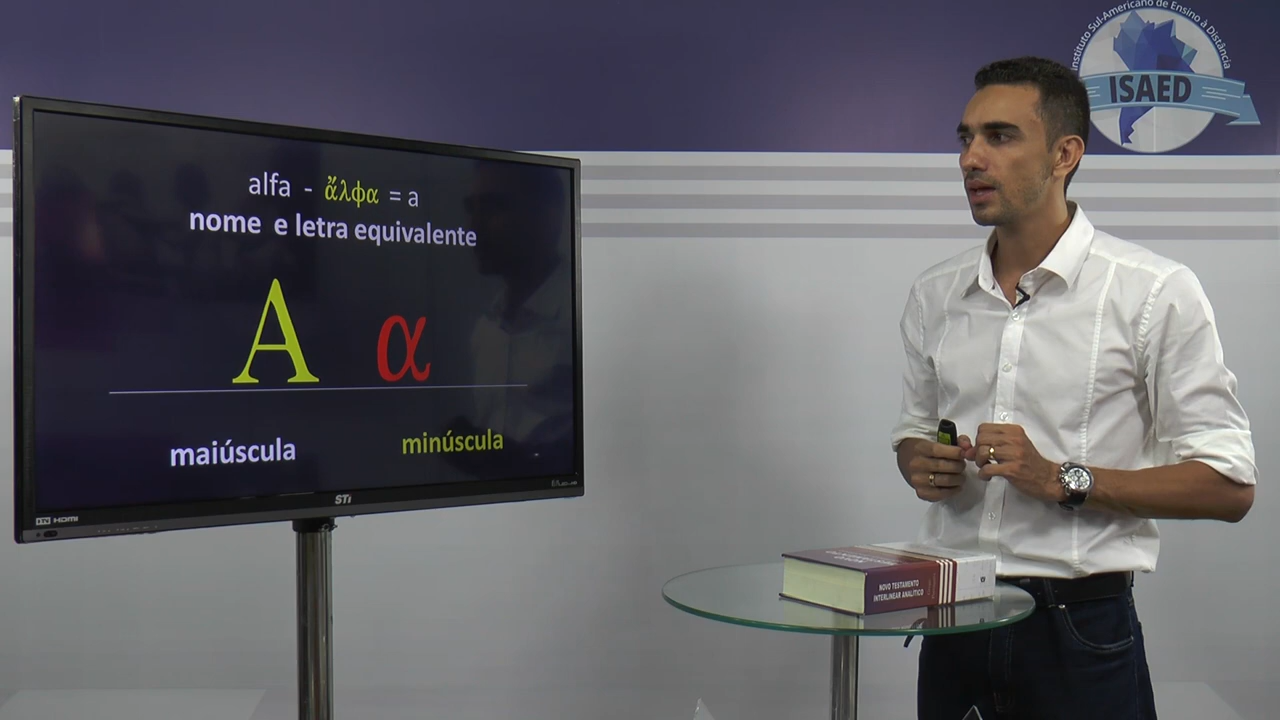 alfa - ἄλφα = a
nome e letra equivalente
Α α
maiúscula minúscula
STi
HDMI
Instituto Sul-Americano de Ensino à Distância
ISAED
NOVO TESTAMENTO
INTERLINEAR ANALÍTICO